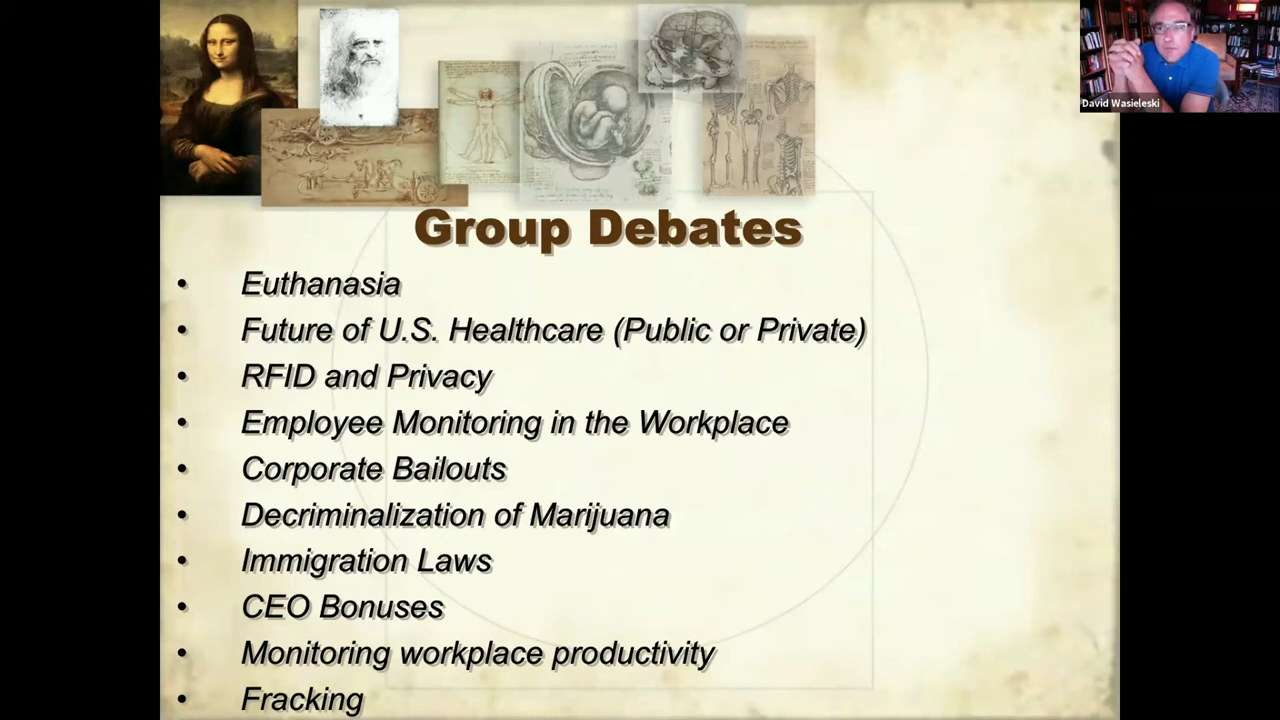 David Wasieleski
Group Debates
• Euthanasia
• Future of U.S. Healthcare (Public or Private)
• RFID and Privacy
• Employee Monitoring in the Workplace
• Corporate Bailouts
• Decriminalization of Marijuana
• Immigration Laws
• CEO Bonuses
• Monitoring workplace productivity
• Fracking